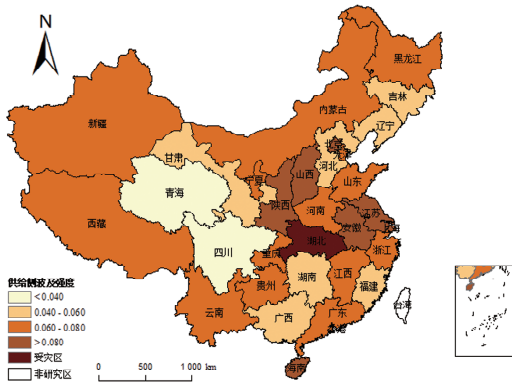 N
黑龙江
吉林
辽宁
内蒙古
新疆
甘肃
北京
河北
宁夏
山西
山东
青海
陕西
河南
江苏
西藏
安徽
上海
四川
湖北
重庆
浙江
湖南
江西
贵州
福建
云南
台湾
广西
广东
海南
供给侧波及强度
< 0.040
0.040 - 0.060
0.060 - 0.080
> 0.080
受灾区
非研究区
0 500 1 000 km